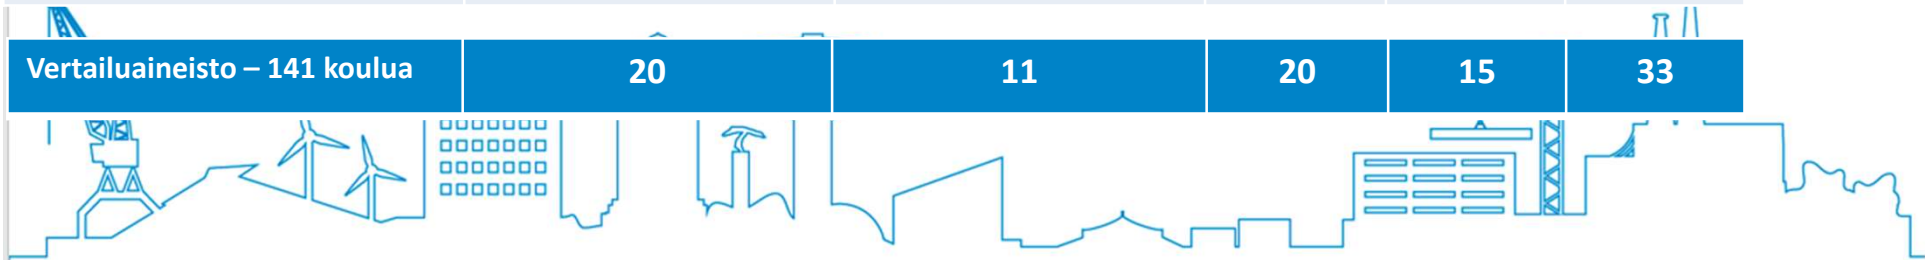 Vertailuaineisto – 141 koulua 20 11 20 15 33